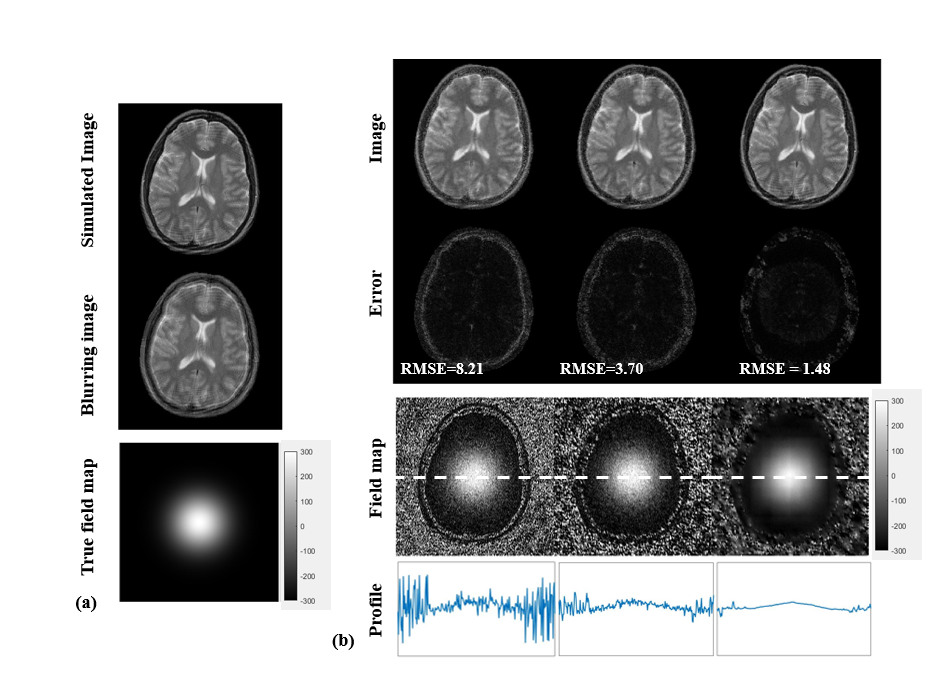 Simulated Image
Blurring image
True field map
300
200
100
0
-100
-200
-300
(a)
Image
Error
RMSE=8.21
RMSE=3.70
RMSE = 1.48
Field map
300
200
100
0
-100
-200
-300
Profile
(b)